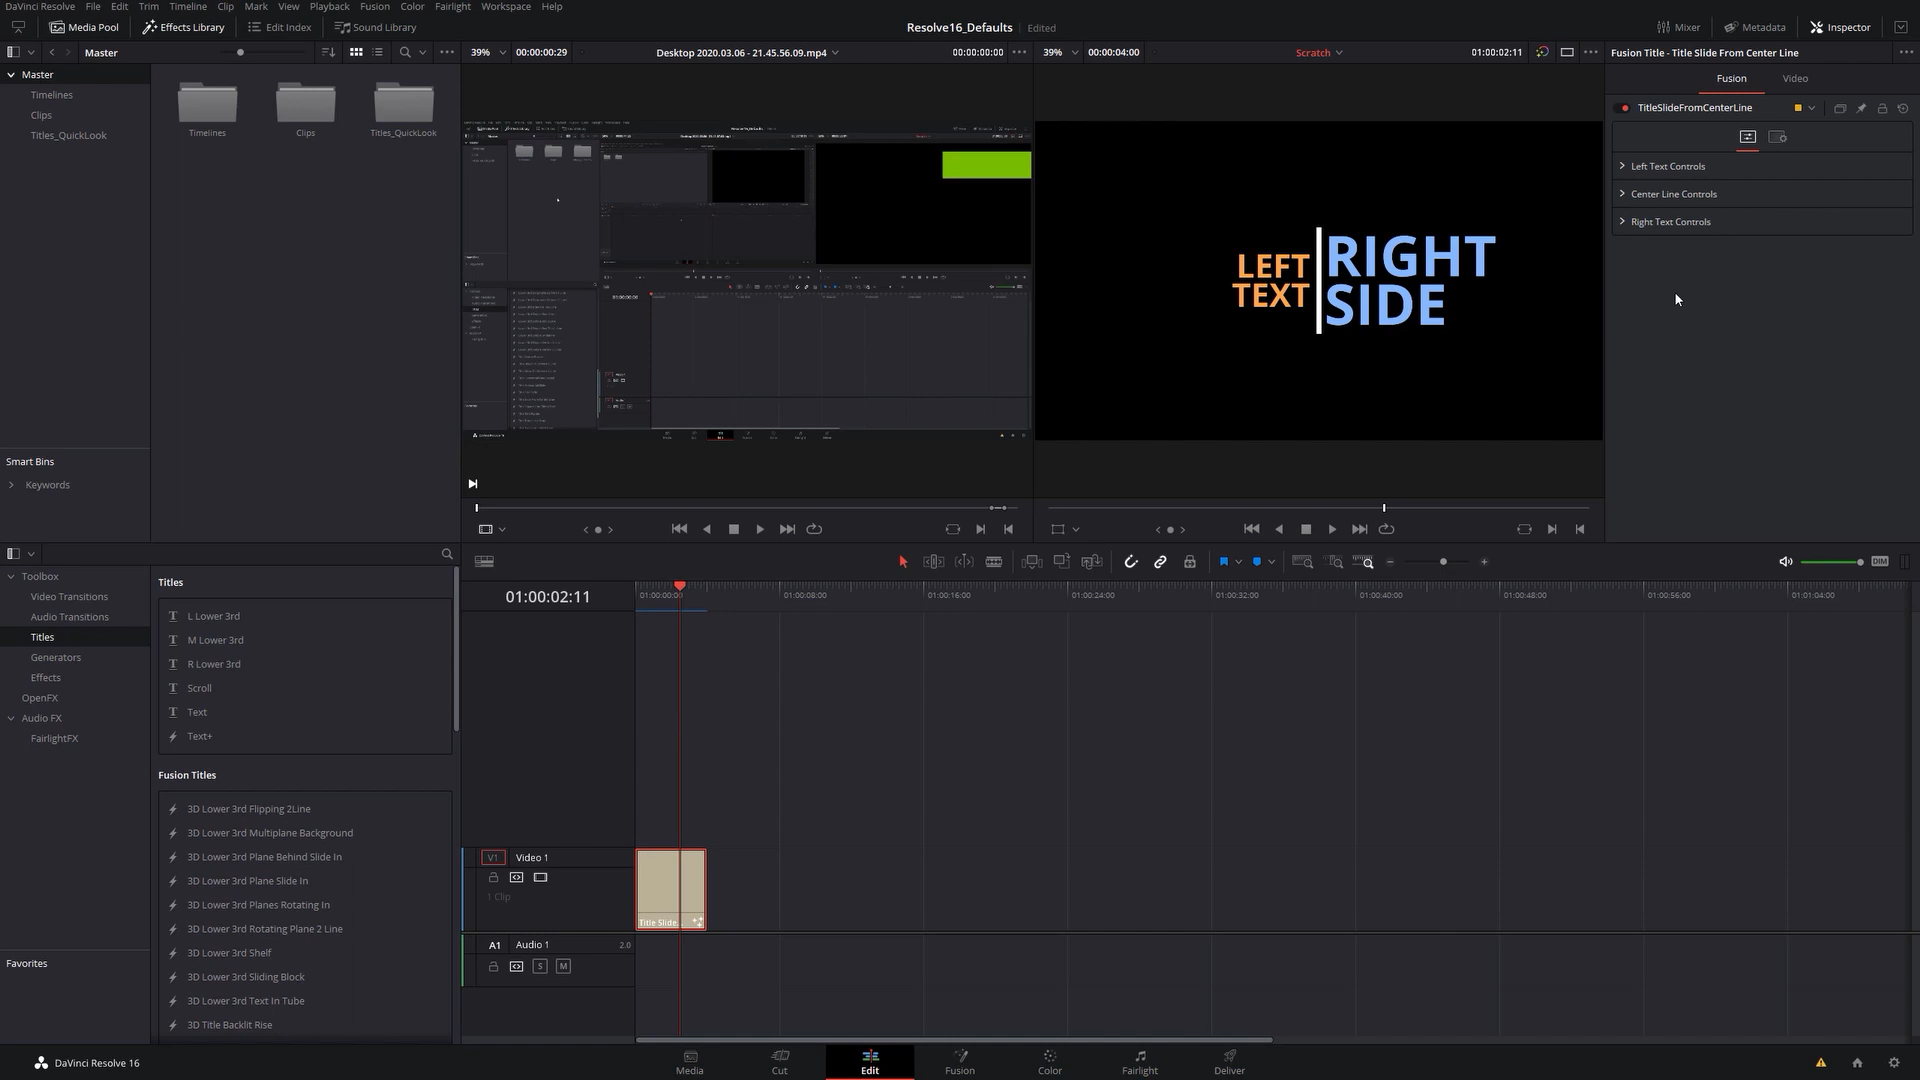 DaVinci Resolve File Edit Trim Timeline Clip Mark View Playback Fusion Color Fairlight Workspace Help
Media Pool Effects Library Edit Index Sound Library
Resolve16_Defaults Edited
Mixer Metadata Inspector
Master
39% 00:00:00:29 Desktop 2020.03.06 - 21.45.56.09.mp4 00:00:00:00
39% 00:00:04:00 Scratch 01:00:02:11
Fusion Title - Title Slide From Center Line
Master
Timelines
Clips
Titles_QuickLook
Timelines Clips Titles_QuickLook
Fusion Video
TitleSlideFromCenterLine
Left Text Controls
Center Line Controls
Right Text Controls
LEFT
TEXT
RIGHT
SIDE
Smart Bins
Keywords
Toolbox
Video Transitions
Audio Transitions
Titles
Generators
Effects
OpenFX
Audio FX
FairlightFX
Favorites
Titles
L Lower 3rd
M Lower 3rd
R Lower 3rd
Scroll
Text
Text+
Fusion Titles
3D Lower 3rd Flipping 2Line
3D Lower 3rd Multiplane Background
3D Lower 3rd Plane Behind Slide In
3D Lower 3rd Plane Slide In
3D Lower 3rd Planes Rotating In
3D Lower 3rd Rotating Plane 2 Line
3D Lower 3rd Shelf
3D Lower 3rd Sliding Block
3D Lower 3rd Text In Tube
3D Title Backlit Rise
DIM
01:00:02:11
01:00:00:00 01:00:08:00 01:00:16:00 01:00:24:00 01:00:32:00 01:00:40:00 01:00:48:00 01:00:56:00 01:01:04:00
V1 Video 1
1 Clip
Title Slide...
A1 Audio 1 2.0
S M
DaVinci Resolve 16
Media Cut Edit Fusion Color Fairlight Deliver